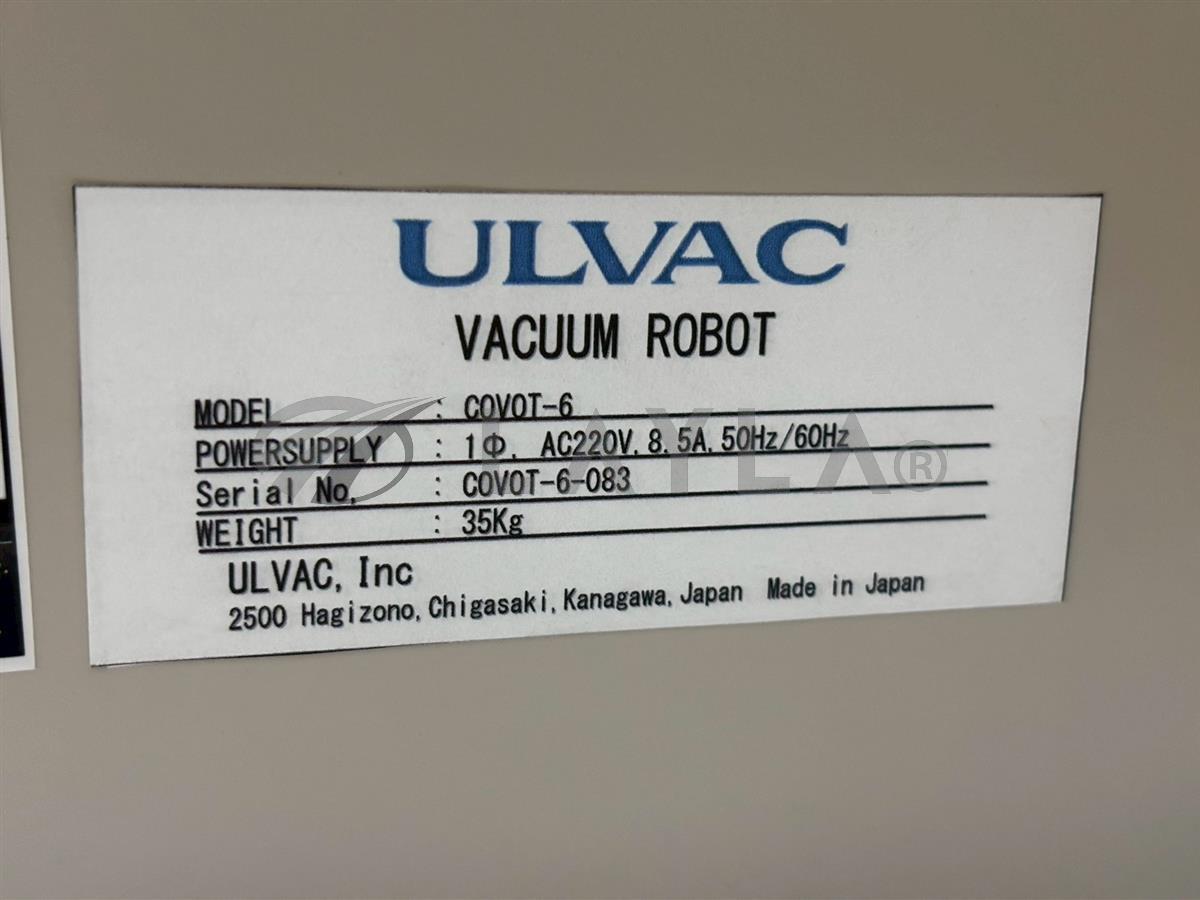 ULVAC
VACUUM ROBOT
MODEL : COVOT-6
POWERSUPPLY : 1Φ, AC220V, 8.5A, 50Hz/60Hz
Serial No, : COVOT-6-083
WEIGHT : 35Kg
ULVAC, Inc
2500 Hagizono, Chigasaki, Kanagawa, Japan Made in Japan
LAYLA®